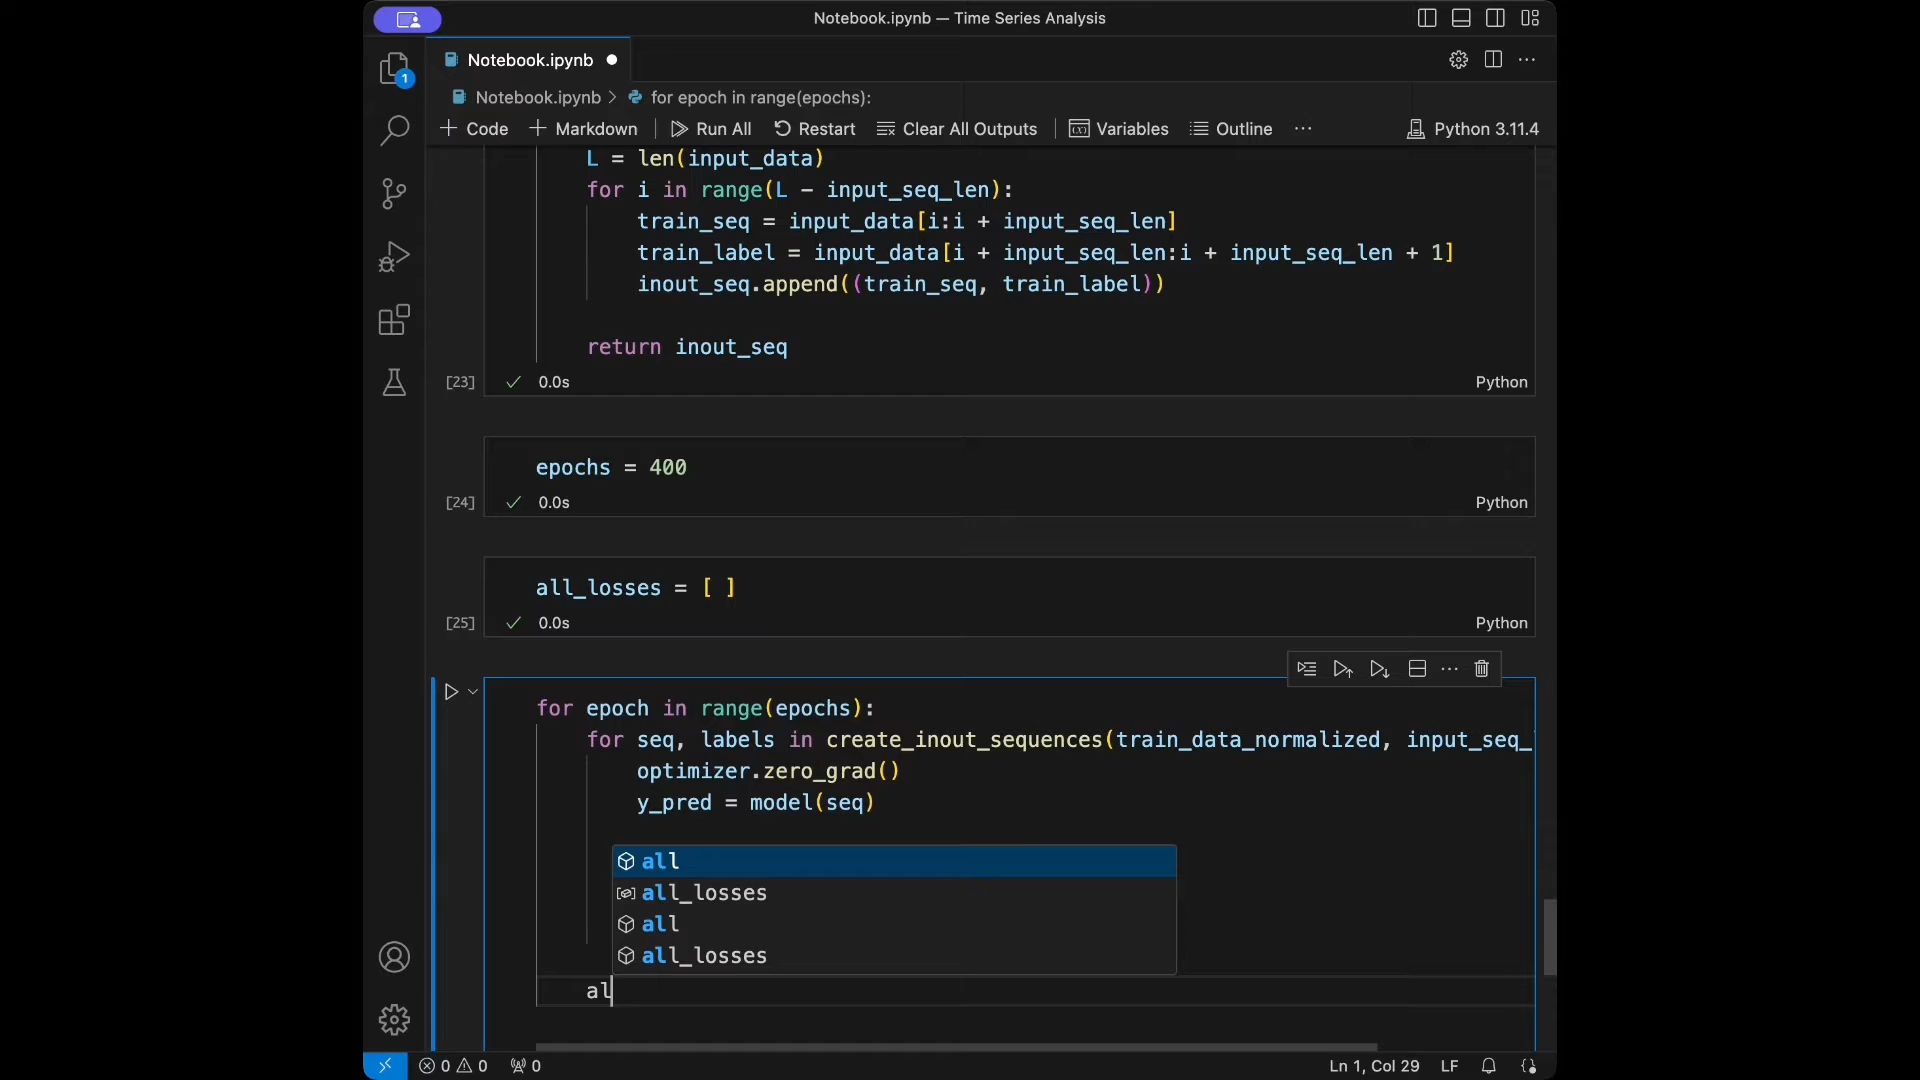 Notebook.ipynb — Time Series Analysis
Notebook.ipynb
1
Notebook.ipynb > for epoch in range(epochs):
+ Code + Markdown Run All Restart Clear All Outputs Variables Outline ... Python 3.11.4
L = len(input_data)
for i in range(L - input_seq_len):
train_seq = input_data[i:i + input_seq_len]
train_label = input_data[i + input_seq_len:i + input_seq_len + 1]
inout_seq.append((train_seq, train_label))
return inout_seq
[23] ✓ 0.0s Python
epochs = 400
[24] ✓ 0.0s Python
all_losses = [ ]
[25] ✓ 0.0s Python
for epoch in range(epochs):
for seq, labels in create_inout_sequences(train_data_normalized, input_seq_
optimizer.zero_grad()
y_pred = model(seq)
all
all_losses
all
all_losses
al
0 0 0 Ln 1, Col 29 LF